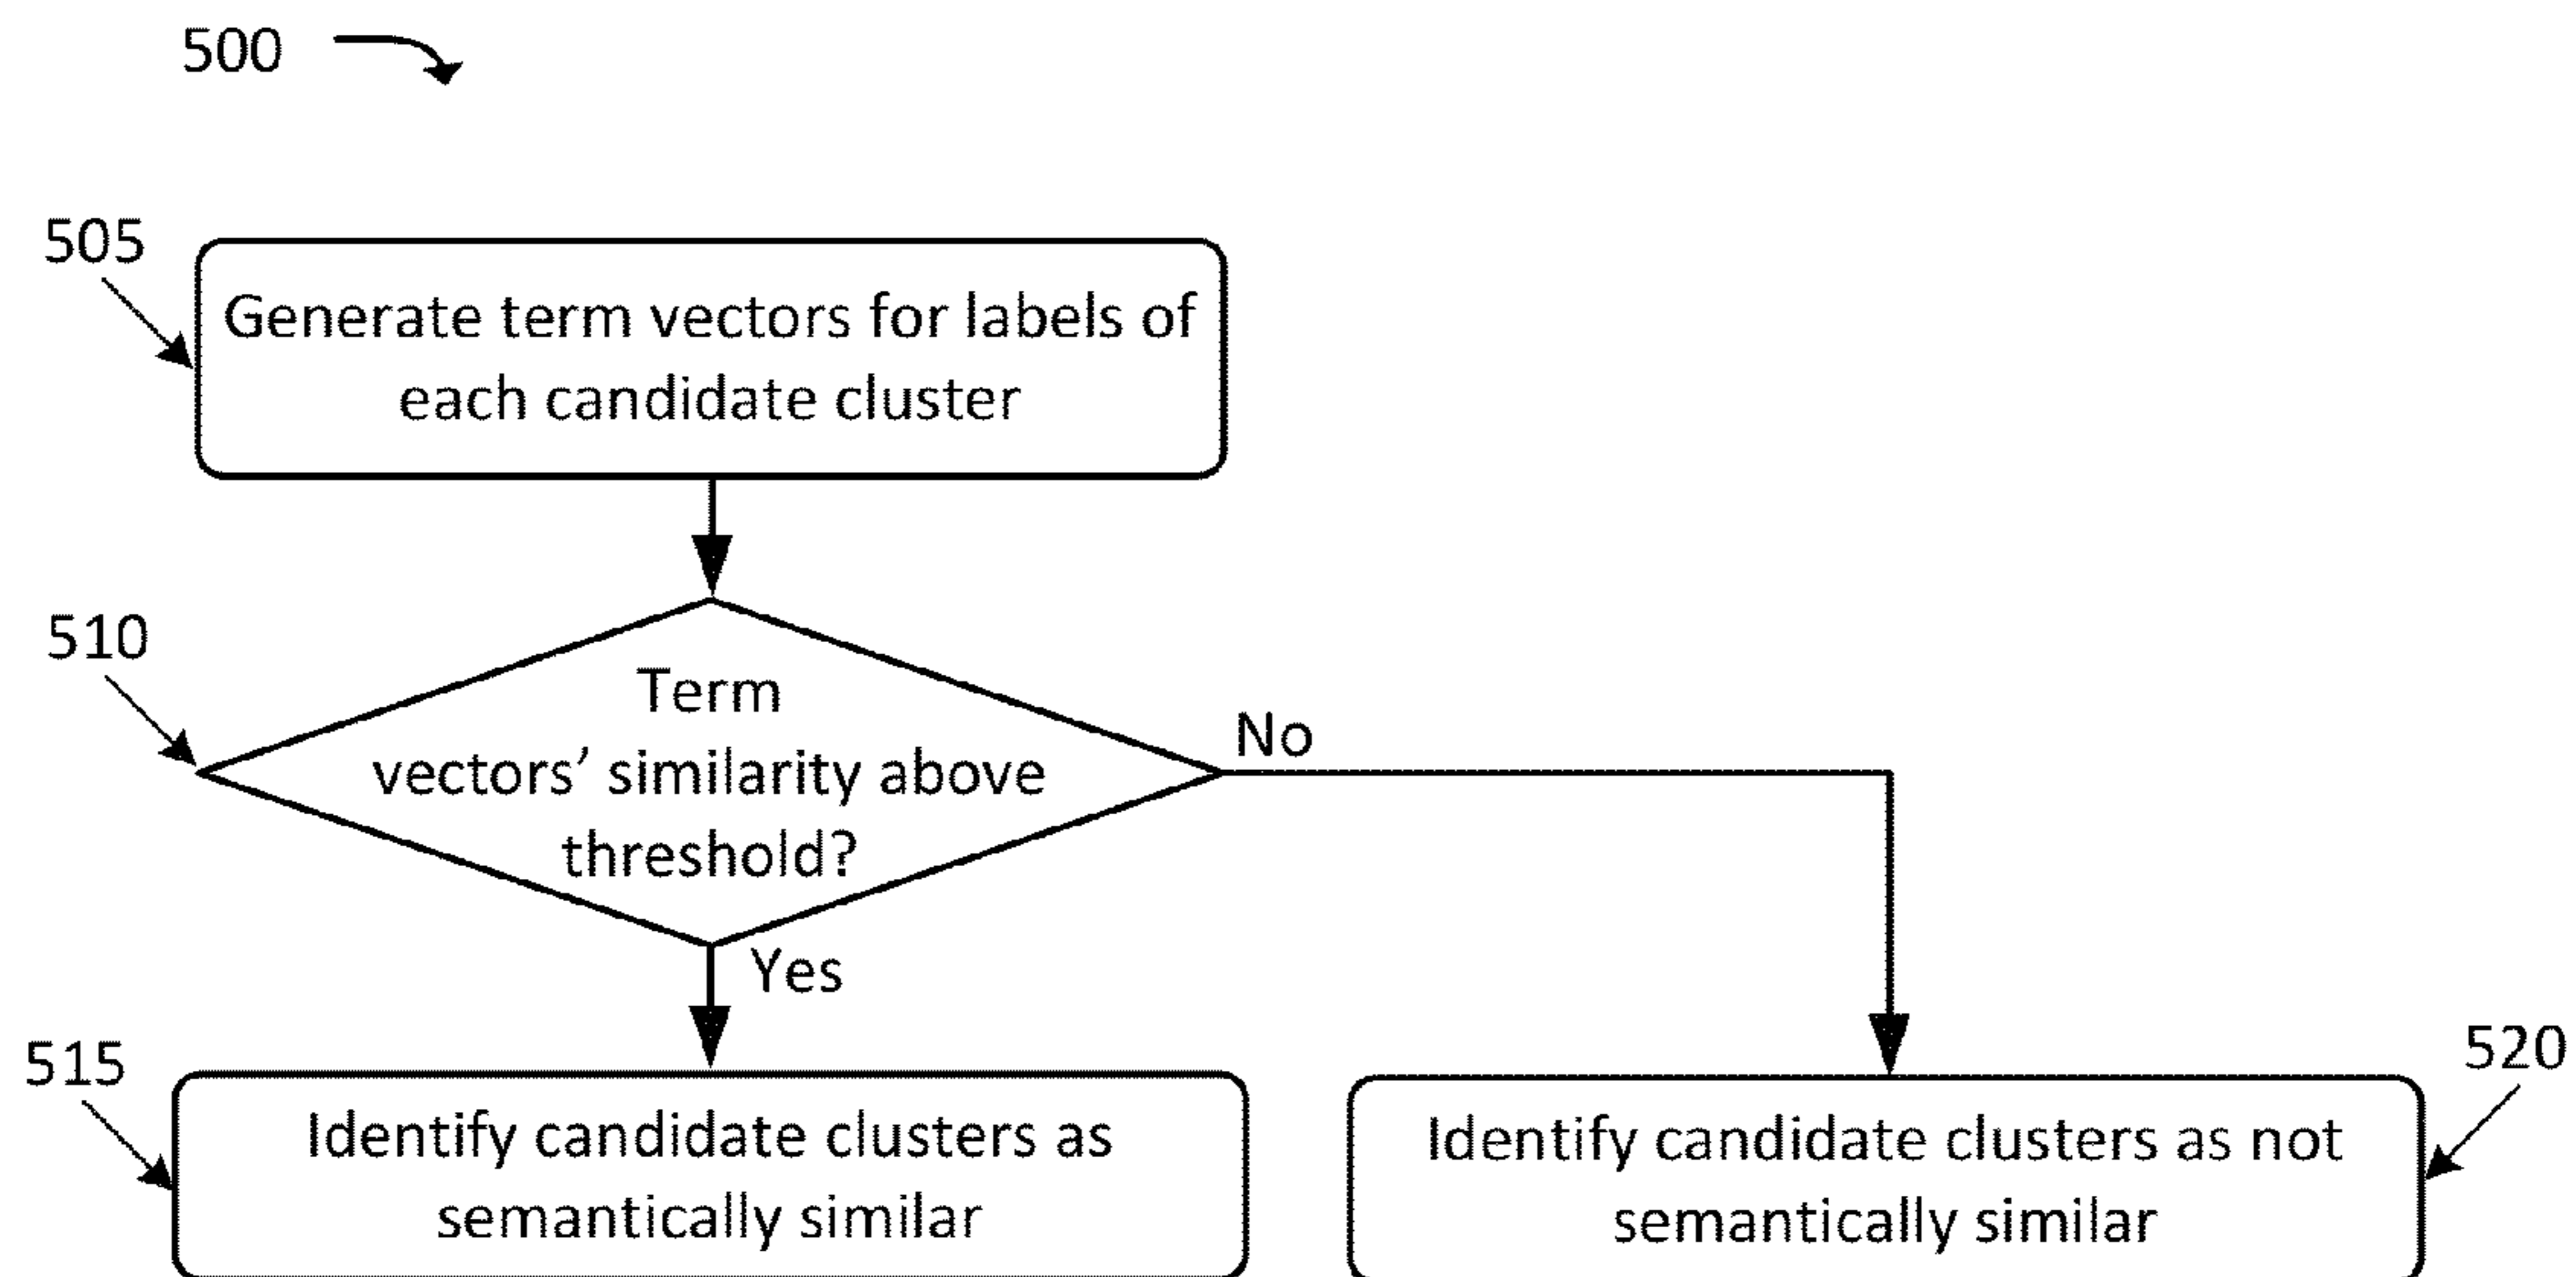 500
505
Generate term vectors for labels of
each candidate cluster
510
Term
vectors’ similarity above
threshold?
No
Yes
515
Identify candidate clusters as
semantically similar
520
Identify candidate clusters as not
semantically similar